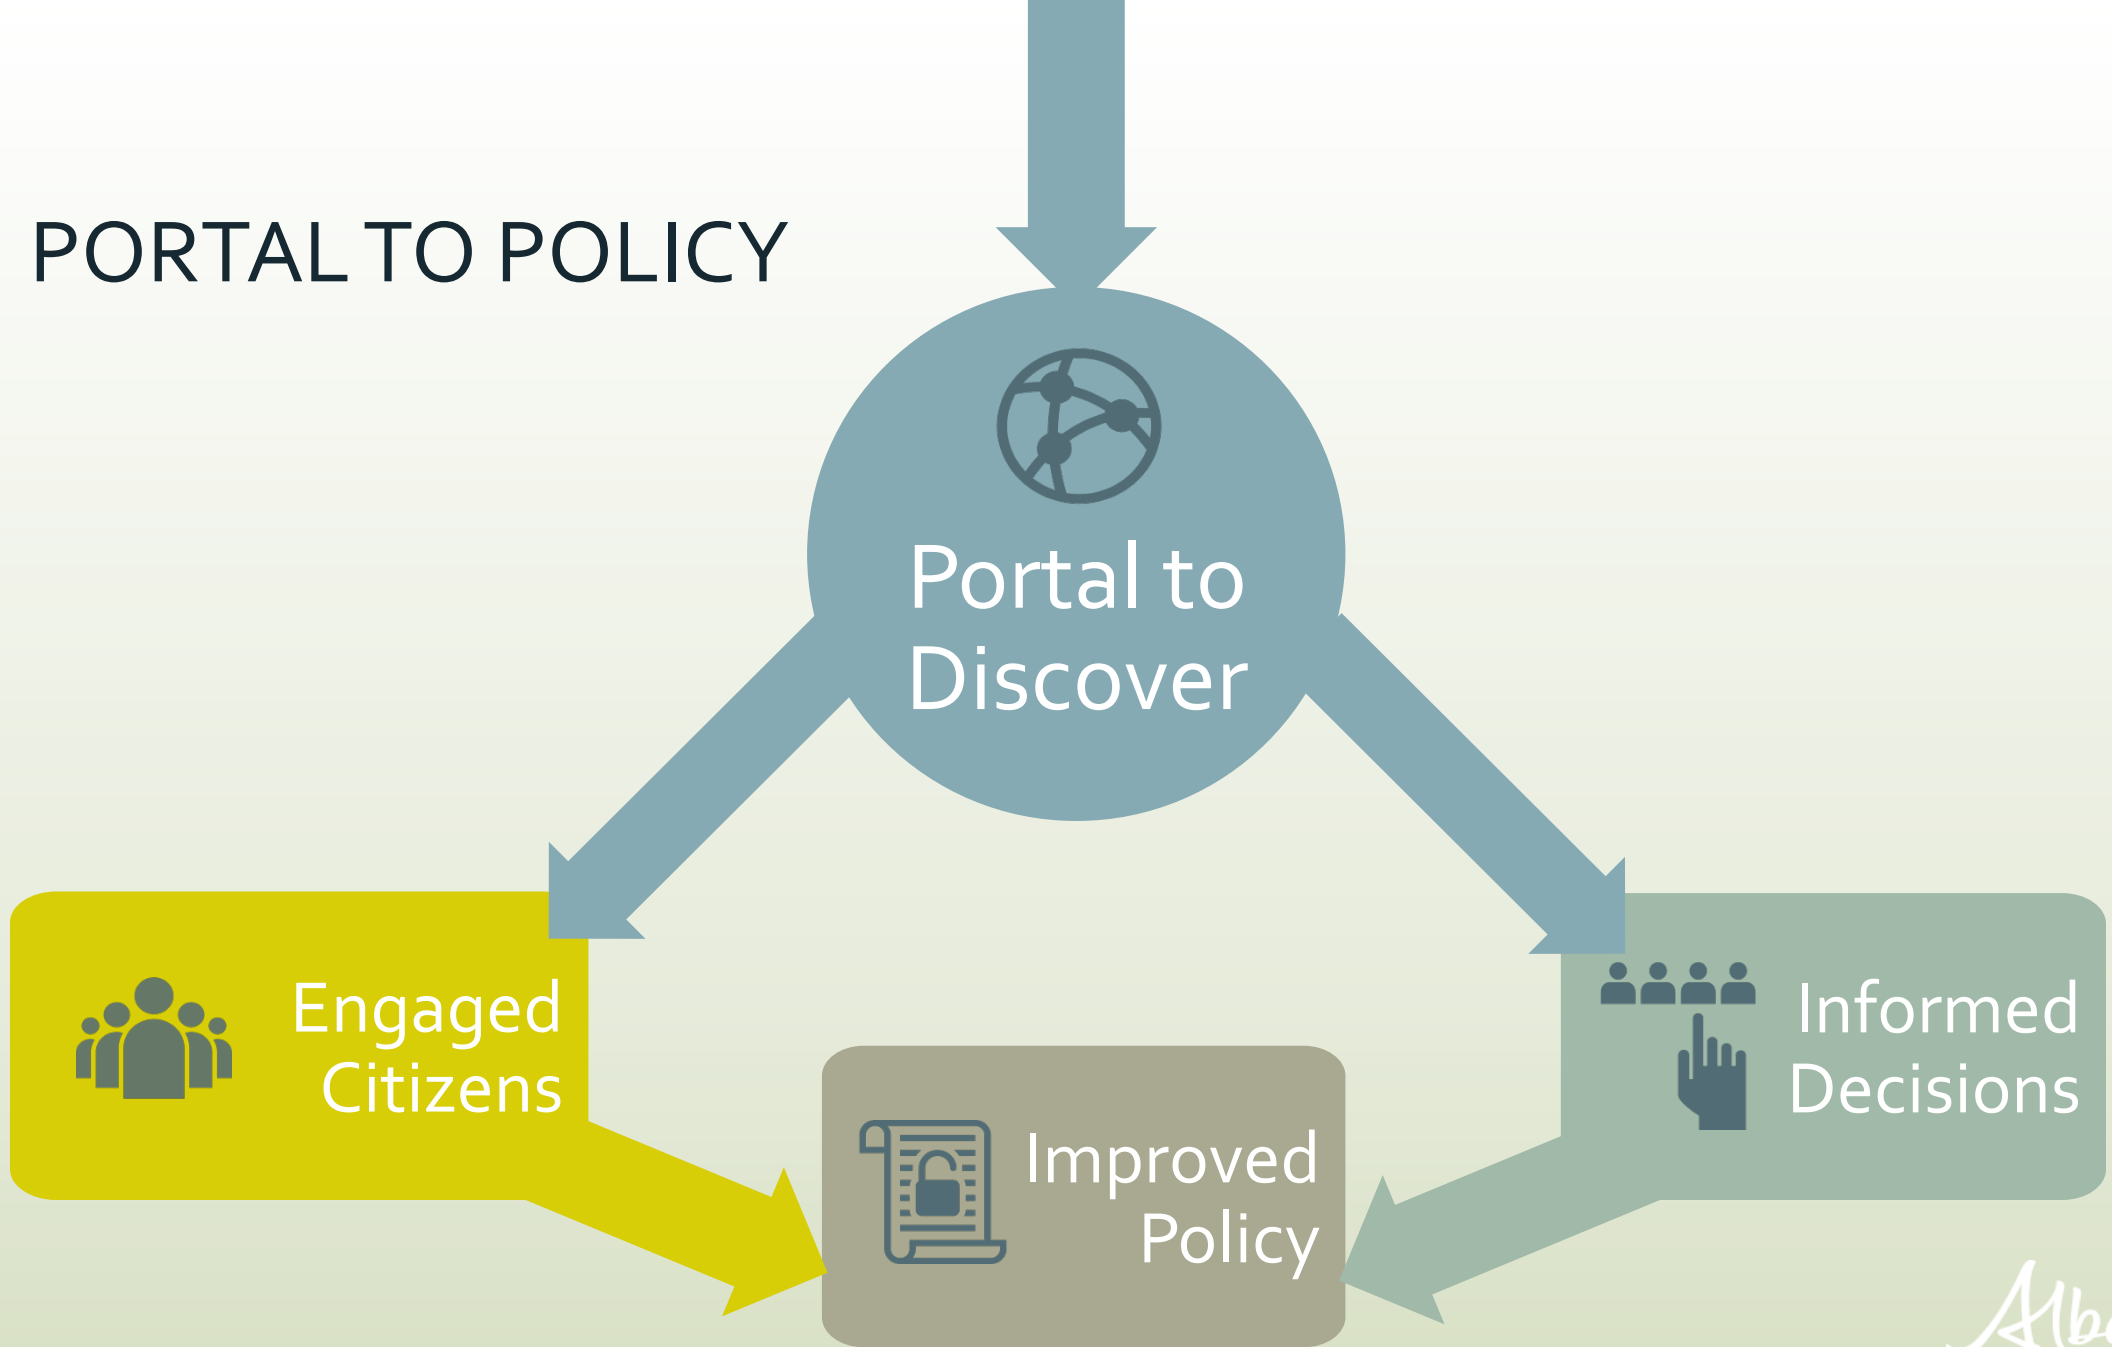 PORTAL TO POLICY
Portal to
Discover
Engaged
Citizens
Informed
Decisions
Improved
Policy